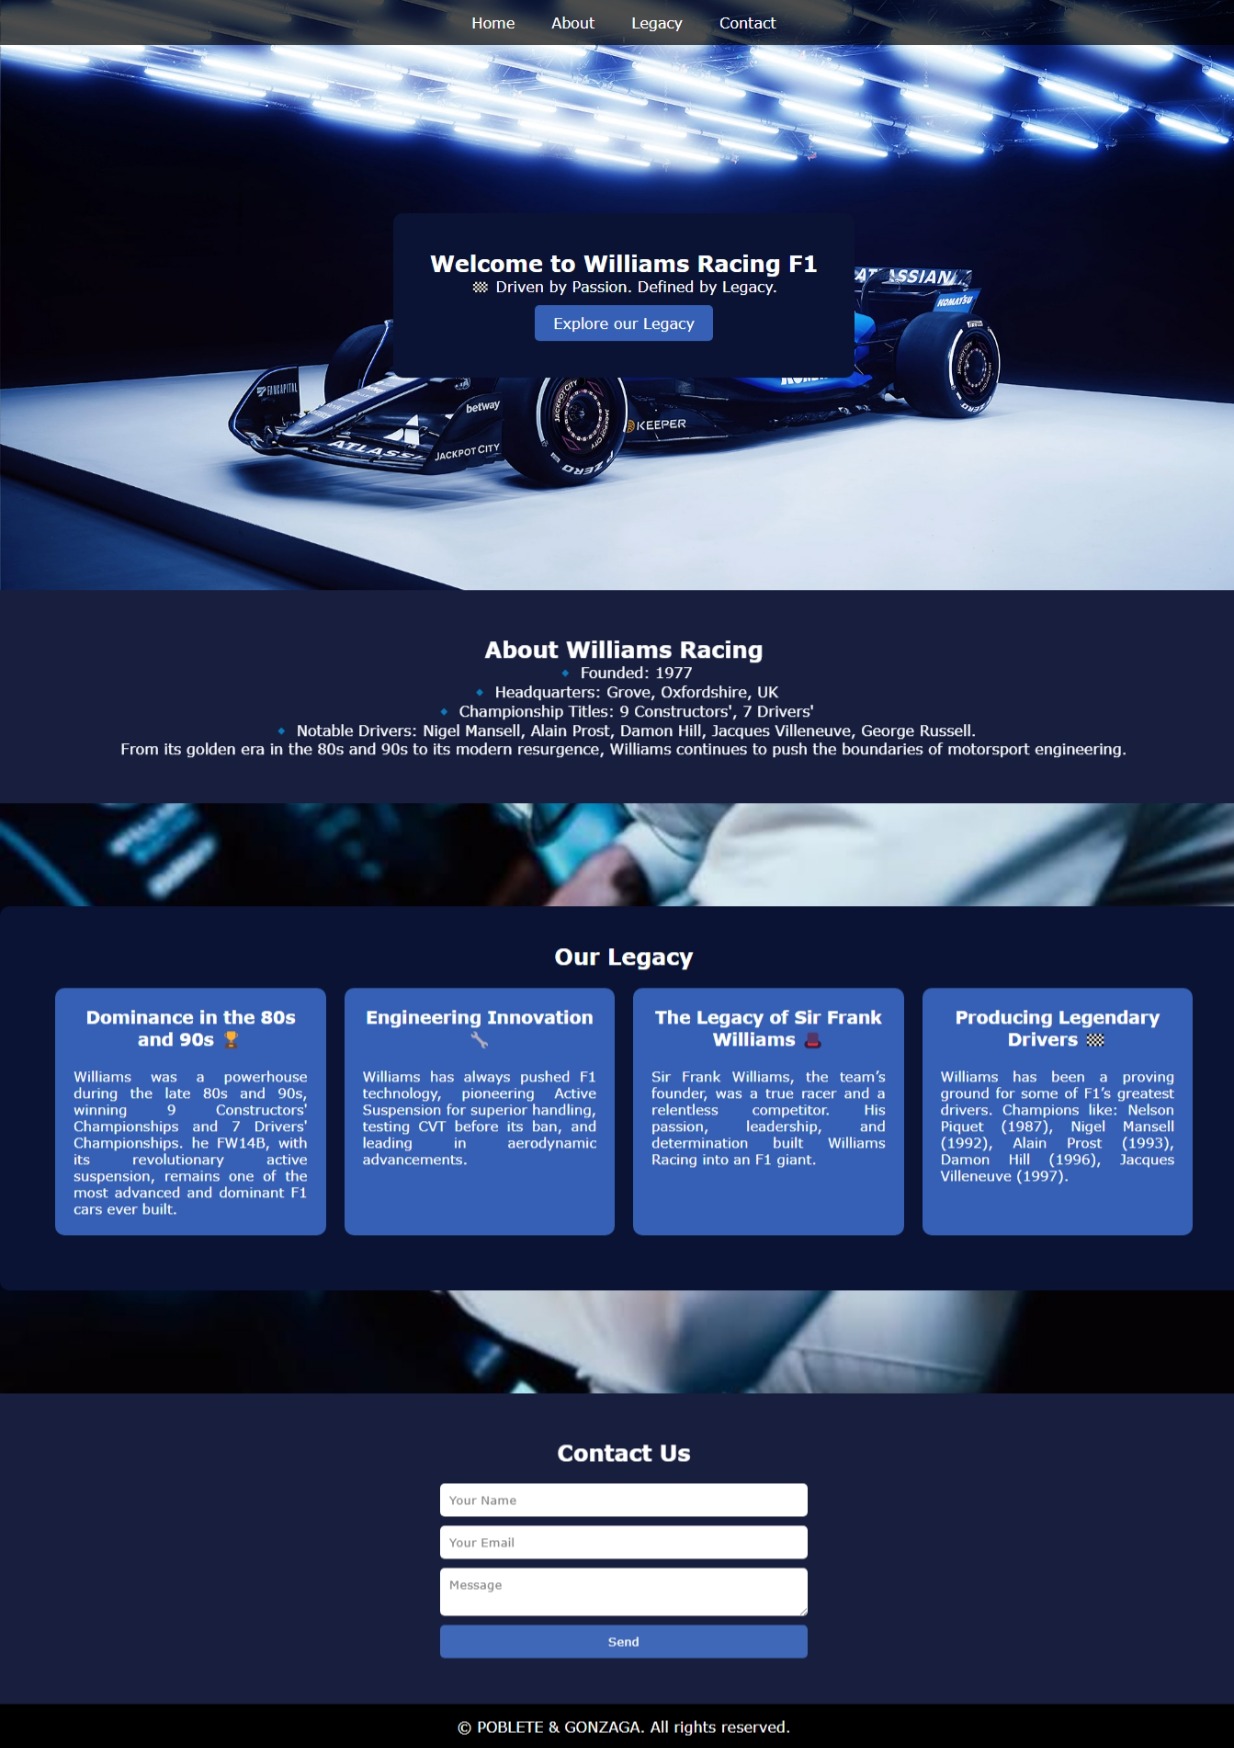 Home About Legacy Contact
Welcome to Williams Racing F1
🏁 Driven by Passion. Defined by Legacy.
Explore our Legacy
ATLASSIAN
KOMATSU
JACKPOT CITY
betway
KEEPER
ATLASSIAN
JACKPOT CITY
P ZERO
About Williams Racing
🔹 Founded: 1977
🔹 Headquarters: Grove, Oxfordshire, UK
🔹 Championship Titles: 9 Constructors', 7 Drivers'
🔹 Notable Drivers: Nigel Mansell, Alain Prost, Damon Hill, Jacques Villeneuve, George Russell.
From its golden era in the 80s and 90s to its modern resurgence, Williams continues to push the boundaries of motorsport engineering.
Our Legacy
Dominance in the 80s
and 90s 🏆
Williams was a powerhouse
during the late 80s and 90s,
winning 9 Constructors'
Championships and 7 Drivers'
Championships. he FW14B, with
its revolutionary active
suspension, remains one of the
most advanced and dominant F1
cars ever built.
Engineering Innovation
🔧
Williams has always pushed F1
technology, pioneering Active
Suspension for superior handling,
testing CVT before its ban, and
leading in aerodynamic
advancements.
The Legacy of Sir Frank
Williams 🎩
Sir Frank Williams, the team’s
founder, was a true racer and a
relentless competitor. His
passion, leadership, and
determination built Williams
Racing into an F1 giant.
Producing Legendary
Drivers 🏁
Williams has been a proving
ground for some of F1’s greatest
drivers. Champions like: Nelson
Piquet (1987), Nigel Mansell
(1992), Alain Prost (1993),
Damon Hill (1996), Jacques
Villeneuve (1997).
Contact Us
Your Name
Your Email
Message
Send
© POBLETE & GONZAGA. All rights reserved.